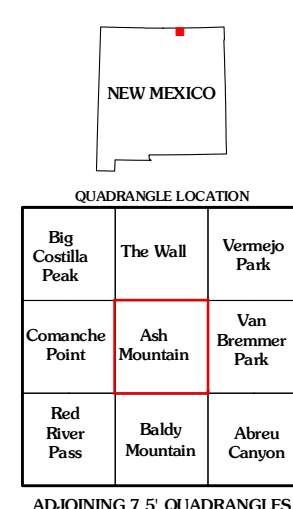 NEW MEXICO
QUADRANGLE LOCATION
Big
Costilla
Peak
The Wall
Vermejo
Park
Comanche
Point
Ash
Mountain
Van
Bremmer
Park
Red
River
Pass
Baldy
Mountain
Abreu
Canyon
ADJOINING 7.5' QUADRANGLES